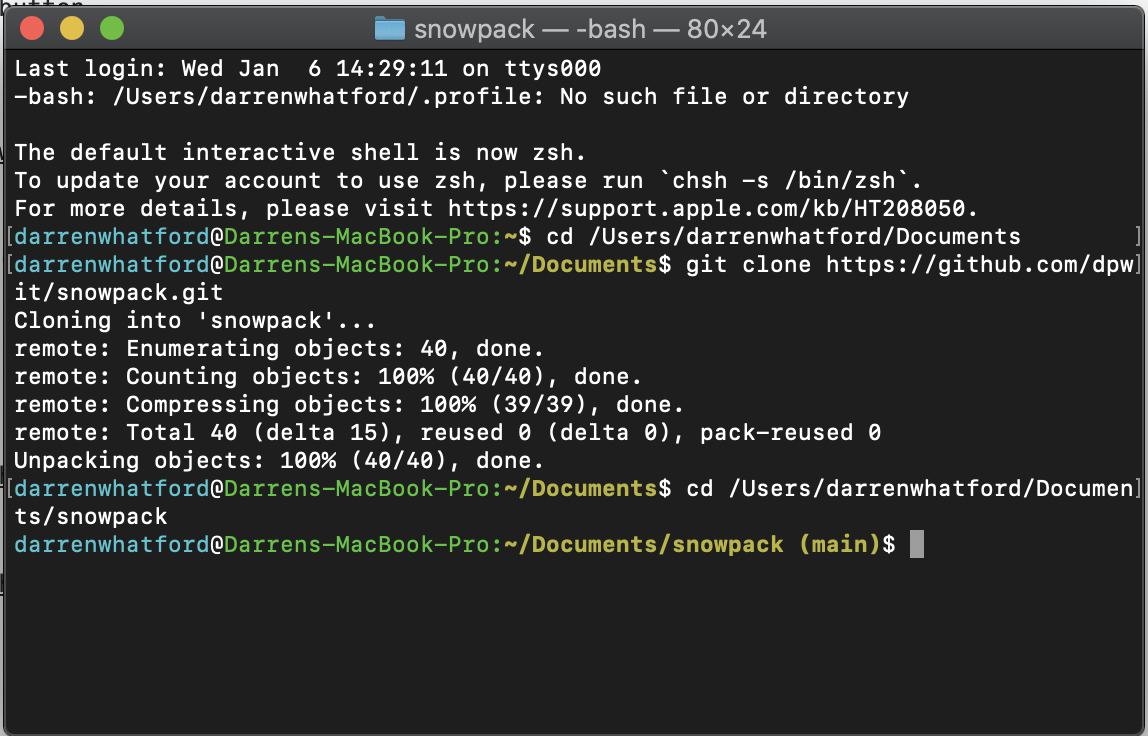 button
snowpack — -bash — 80×24
Last login: Wed Jan  6 14:29:11 on ttys000
-bash: /Users/darrenwhatford/.profile: No such file or directory

The default interactive shell is now zsh.
To update your account to use zsh, please run `chsh -s /bin/zsh`.
For more details, please visit https://support.apple.com/kb/HT208050.
[darrenwhatford@Darrens-MacBook-Pro:~$ cd /Users/darrenwhatford/Documents        ]
[darrenwhatford@Darrens-MacBook-Pro:~/Documents$ git clone https://github.com/dpw]
it/snowpack.git
Cloning into 'snowpack'...
remote: Enumerating objects: 40, done.
remote: Counting objects: 100% (40/40), done.
remote: Compressing objects: 100% (39/39), done.
remote: Total 40 (delta 15), reused 0 (delta 0), pack-reused 0
Unpacking objects: 100% (40/40), done.
[darrenwhatford@Darrens-MacBook-Pro:~/Documents$ cd /Users/darrenwhatford/Documen]
ts/snowpack
darrenwhatford@Darrens-MacBook-Pro:~/Documents/snowpack (main)$